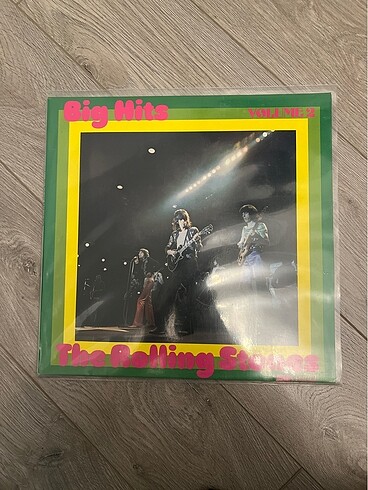 Big Hits
VOLUME 2
The Rolling Stones